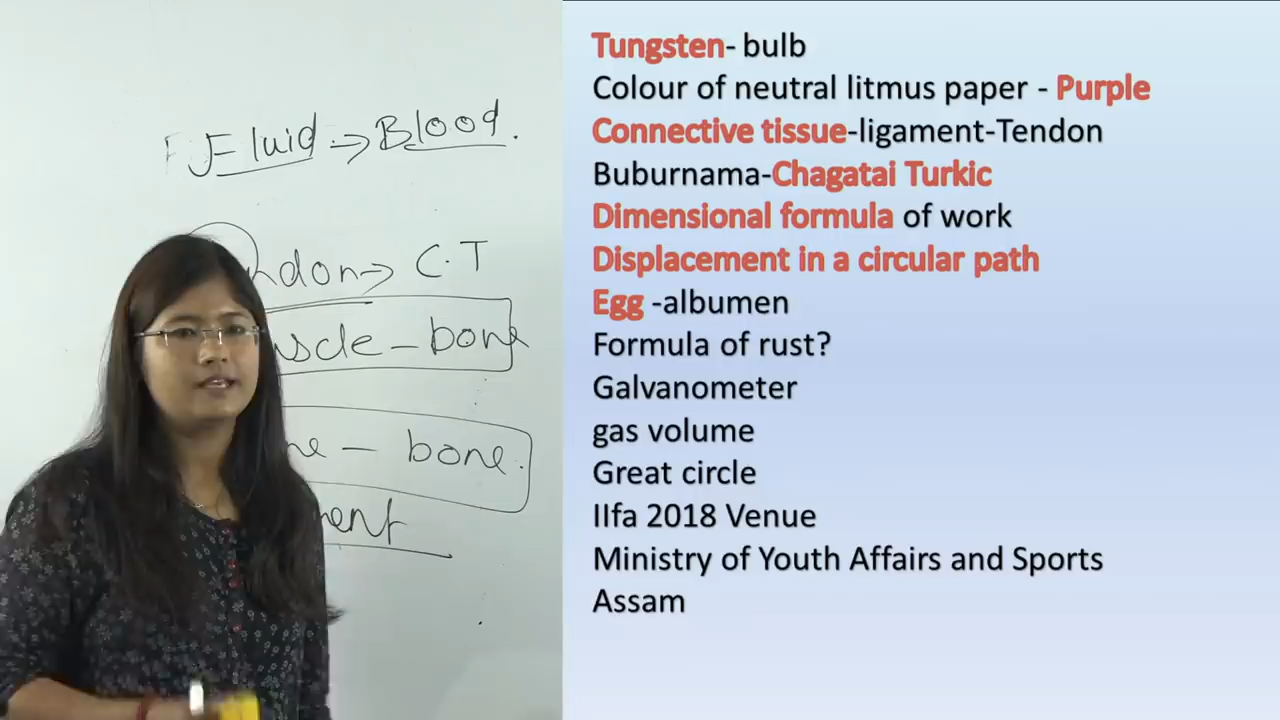 Fluid -> Blood.
ndon -> C.T
scle - bone
ne - bone.
ment
Tungsten- bulb
Colour of neutral litmus paper - Purple
Connective tissue-ligament-Tendon
Buburnama-Chagatai Turkic
Dimensional formula of work
Displacement in a circular path
Egg -albumen
Formula of rust?
Galvanometer
gas volume
Great circle
IIfa 2018 Venue
Ministry of Youth Affairs and Sports
Assam